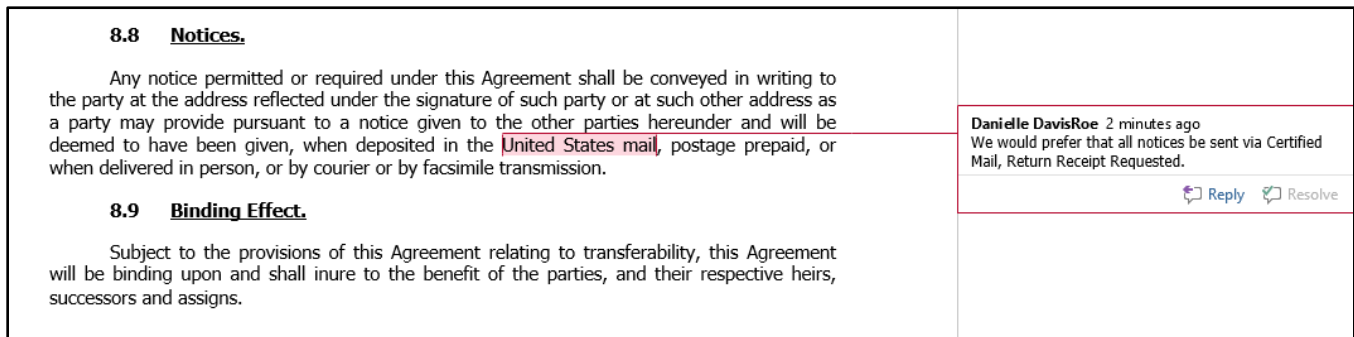 8.8 Notices.
Any notice permitted or required under this Agreement shall be conveyed in writing to
the party at the address reflected under the signature of such party or at such other address as
a party may provide pursuant to a notice given to the other parties hereunder and will be
deemed to have been given, when deposited in the United States mail, postage prepaid, or
when delivered in person, or by courier or by facsimile transmission.
8.9 Binding Effect.
Subject to the provisions of this Agreement relating to transferability, this Agreement
will be binding upon and shall inure to the benefit of the parties, and their respective heirs,
successors and assigns.
Danielle DavisRoe 2 minutes ago
We would prefer that all notices be sent via Certified
Mail, Return Receipt Requested.
Reply Resolve